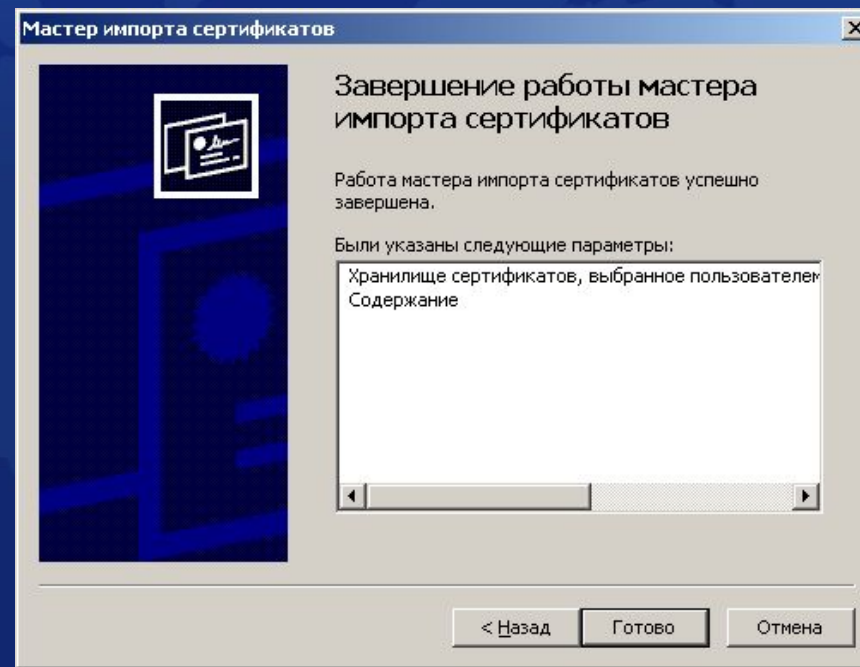 Мастер импорта сертификатов
Завершение работы мастера
импорта сертификатов
Работа мастера импорта сертификатов успешно
завершена.
Были указаны следующие параметры:
Хранилище сертификатов, выбранное пользователем
Содержание
< Назад Готово Отмена